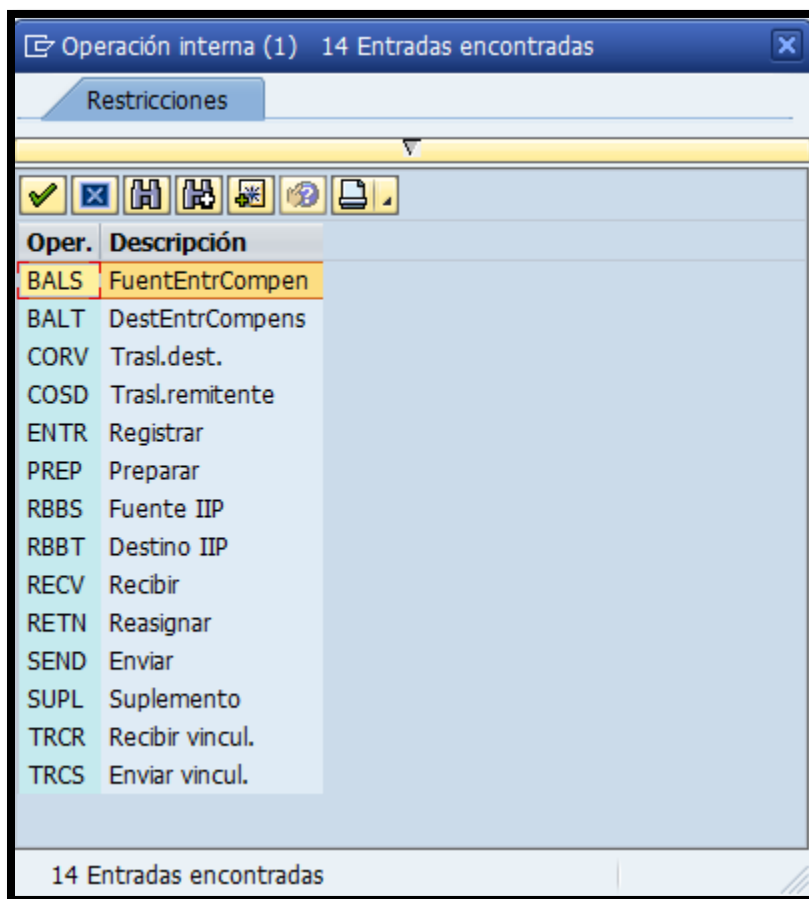 Operación interna (1) 14 Entradas encontradas
Restricciones
Oper. Descripción
BALS FuentEntrCompen
BALT DestEntrCompens
CORV Trasl.dest.
COSD Trasl.remitente
ENTR Registrar
PREP Preparar
RBBS Fuente IIP
RBBT Destino IIP
RECV Recibir
RETN Reasignar
SEND Enviar
SUPL Suplemento
TRCR Recibir vincul.
TRCS Enviar vincul.
14 Entradas encontradas